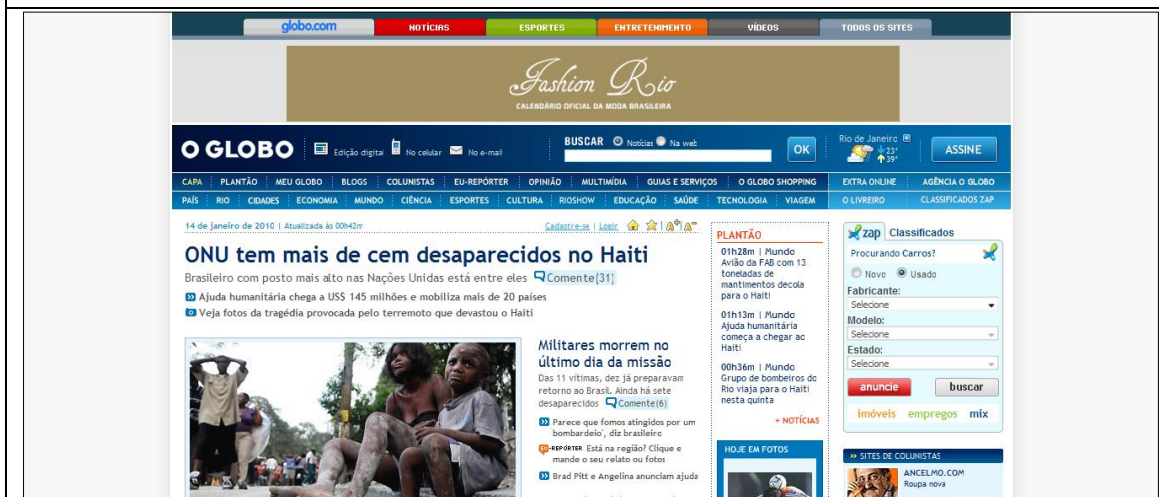 globo.com NOTÍCIAS ESPORTES ENTRETENIMENTO VÍDEOS TODOS OS SITES
Fashion Rio
CALENDÁRIO OFICIAL DA MODA BRASILEIRA
O GLOBO Edição digital No celular No e-mail
BUSCAR Notícias Na web
OK
Rio de Janeiro
23°
39°
ASSINE
CAPA PLANTÃO MEU GLOBO BLOGS COLUNISTAS EU-REPÓRTER OPINIÃO MULTIMÍDIA GUIAS E SERVIÇOS O GLOBO SHOPPING EXTRA ONLINE AGÊNCIA O GLOBO
PAÍS RIO CIDADES ECONOMIA MUNDO CIÊNCIA ESPORTES CULTURA RIOSHOW EDUCAÇÃO SAÚDE TECNOLOGIA VIAGEM O LIVREIRO CLASSIFICADOS ZAP
14 de janeiro de 2010 | Atualizada às 00h42m
Cadastre-se | Login | A+ | A-
ONU tem mais de cem desaparecidos no Haiti
Brasileiro com posto mais alto nas Nações Unidas está entre eles Comente(31)
Ajuda humanitária chega a US$ 145 milhões e mobiliza mais de 20 países
Veja fotos da tragédia provocada pelo terremoto que devastou o Haiti
Militares morrem no
último dia da missão
Das 11 vítimas, dez já preparavam
retorno ao Brasil. Ainda há sete
desaparecidos Comente(6)
Parece que fomos atingidos por um
bombardeio', diz brasileiro
EU-REPÓRTER Está na região? Clique e
mande o seu relato ou fotos
Brad Pitt e Angelina anunciam ajuda
PLANTÃO
01h28m | Mundo
Avião da FAB com 13
toneladas de
mantimentos decola
para o Haiti
01h13m | Mundo
Ajuda humanitária
começa a chegar ao
Haiti
00h36m | Mundo
Grupo de bombeiros do
Rio viaja para o Haiti
nesta quinta
+ NOTÍCIAS
HOJE EM FOTOS
zap Classificados
Procurando Carros?
Novo Usado
Fabricante:
Selecione
Modelo:
Selecione
Estado:
Selecione
anuncie buscar
imóveis empregos mix
SITES DE COLUNISTAS
ANCELMO.COM
Roupa nova